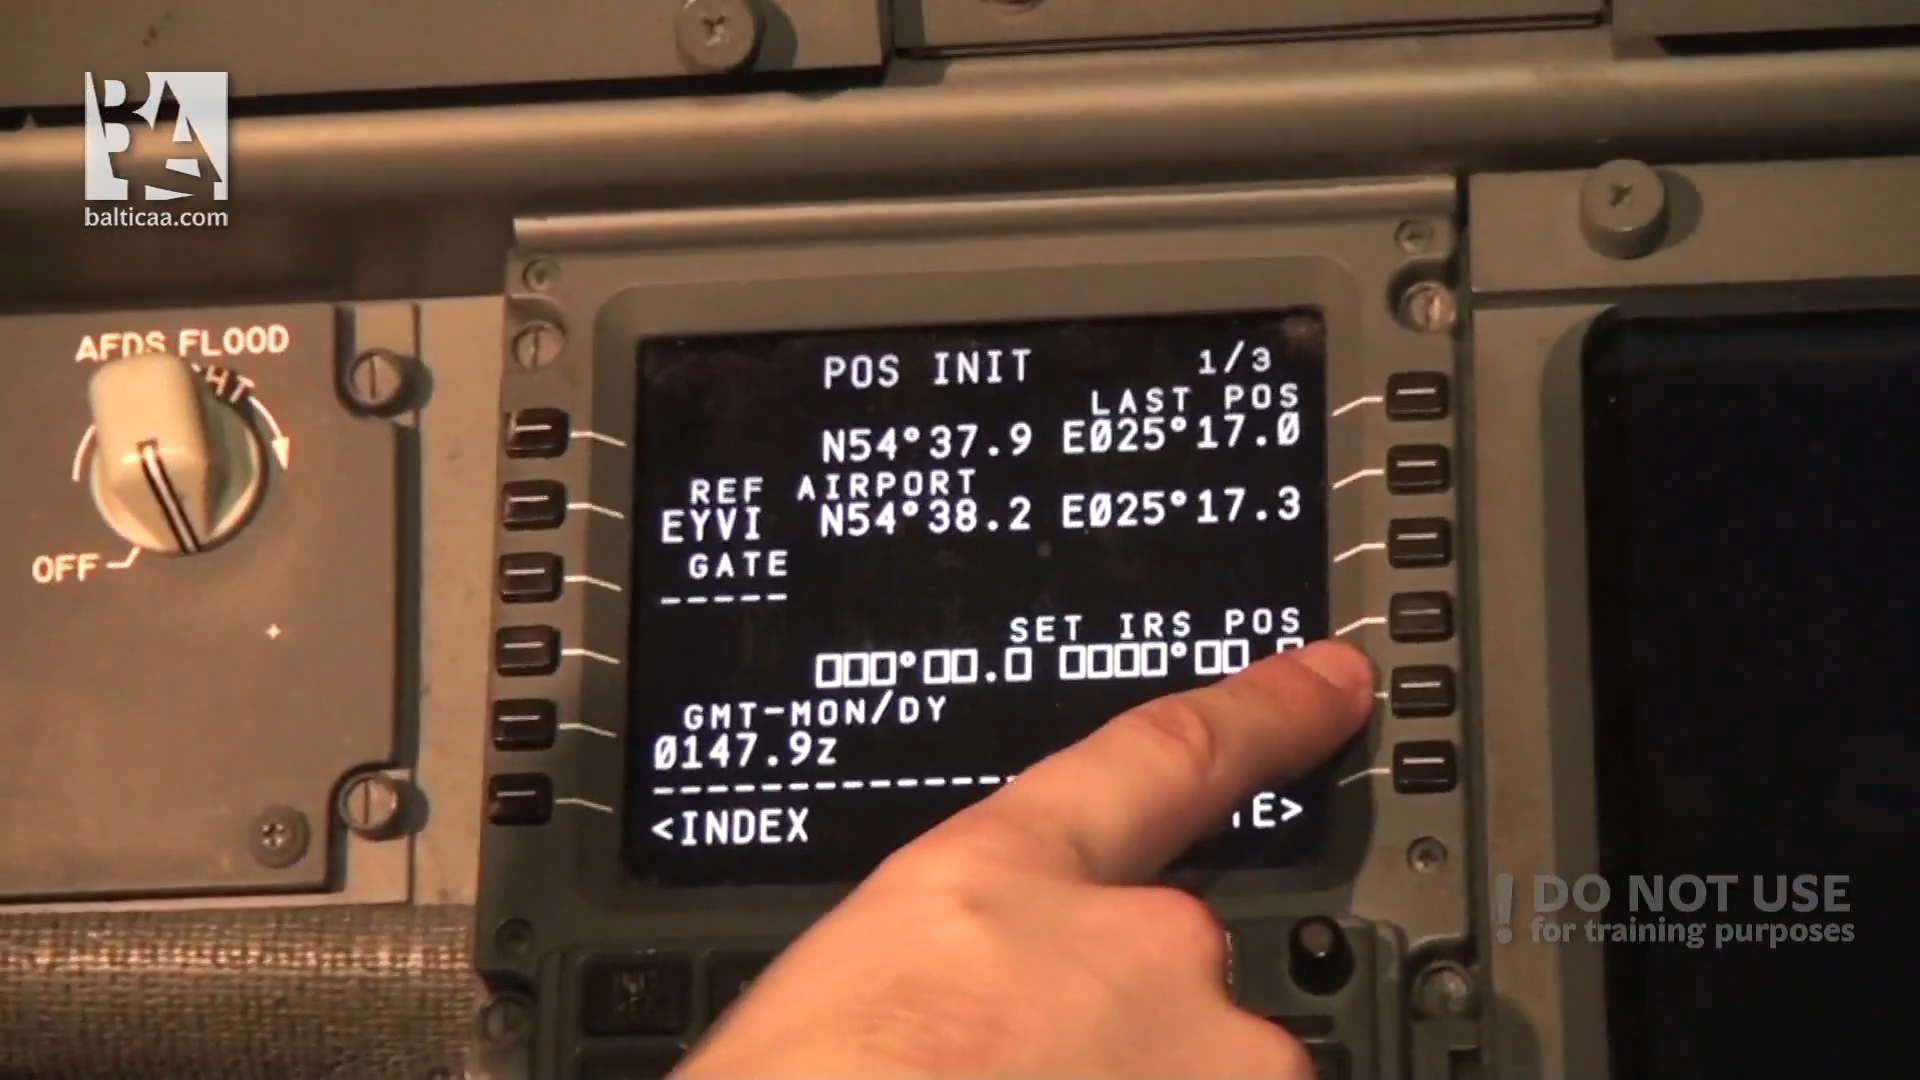 BAA
balticaa.com
AFDS FLOOD
OFF
POS INIT 1/3
LAST POS
N54°37.9 E025°17.0
REF AIRPORT
EYVI N54°38.2 E025°17.3
GATE
-----
SET IRS POS
GMT-MON/DY
0147.9z
<INDEX
! DO NOT USE
for training purposes